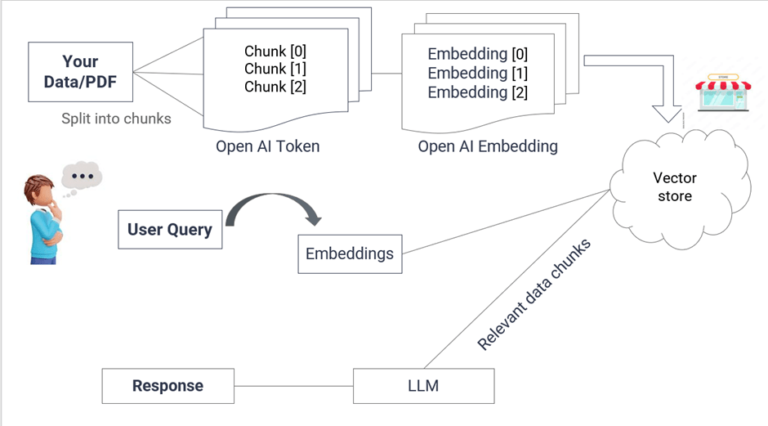 Your
Data/PDF
Split into chunks
Chunk [0]
Chunk [1]
Chunk [2]
Open AI Token
Embedding [0]
Embedding [1]
Embedding [2]
Open AI Embedding
Vector
store
User Query
Embeddings
Relevant data chunks
Response
LLM